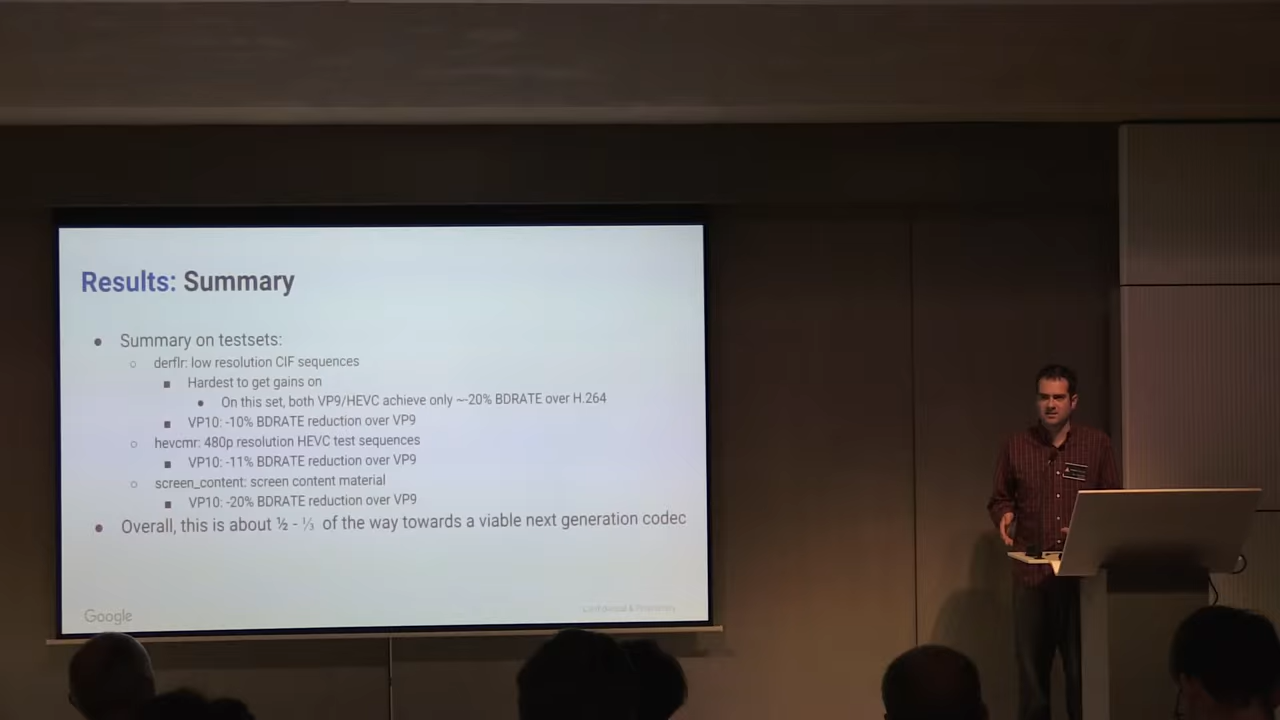 Results: Summary
● Summary on testsets:
○ derflr: low resolution CIF sequences
■ Hardest to get gains on
● On this set, both VP9/HEVC achieve only ~-20% BDRATE over H.264
■ VP10: -10% BDRATE reduction over VP9
○ hevcmr: 480p resolution HEVC test sequences
■ VP10: -11% BDRATE reduction over VP9
○ screen_content: screen content material
■ VP10: -20% BDRATE reduction over VP9
● Overall, this is about ½ - ⅓ of the way towards a viable next generation codec
Google
Confidential & Proprietary